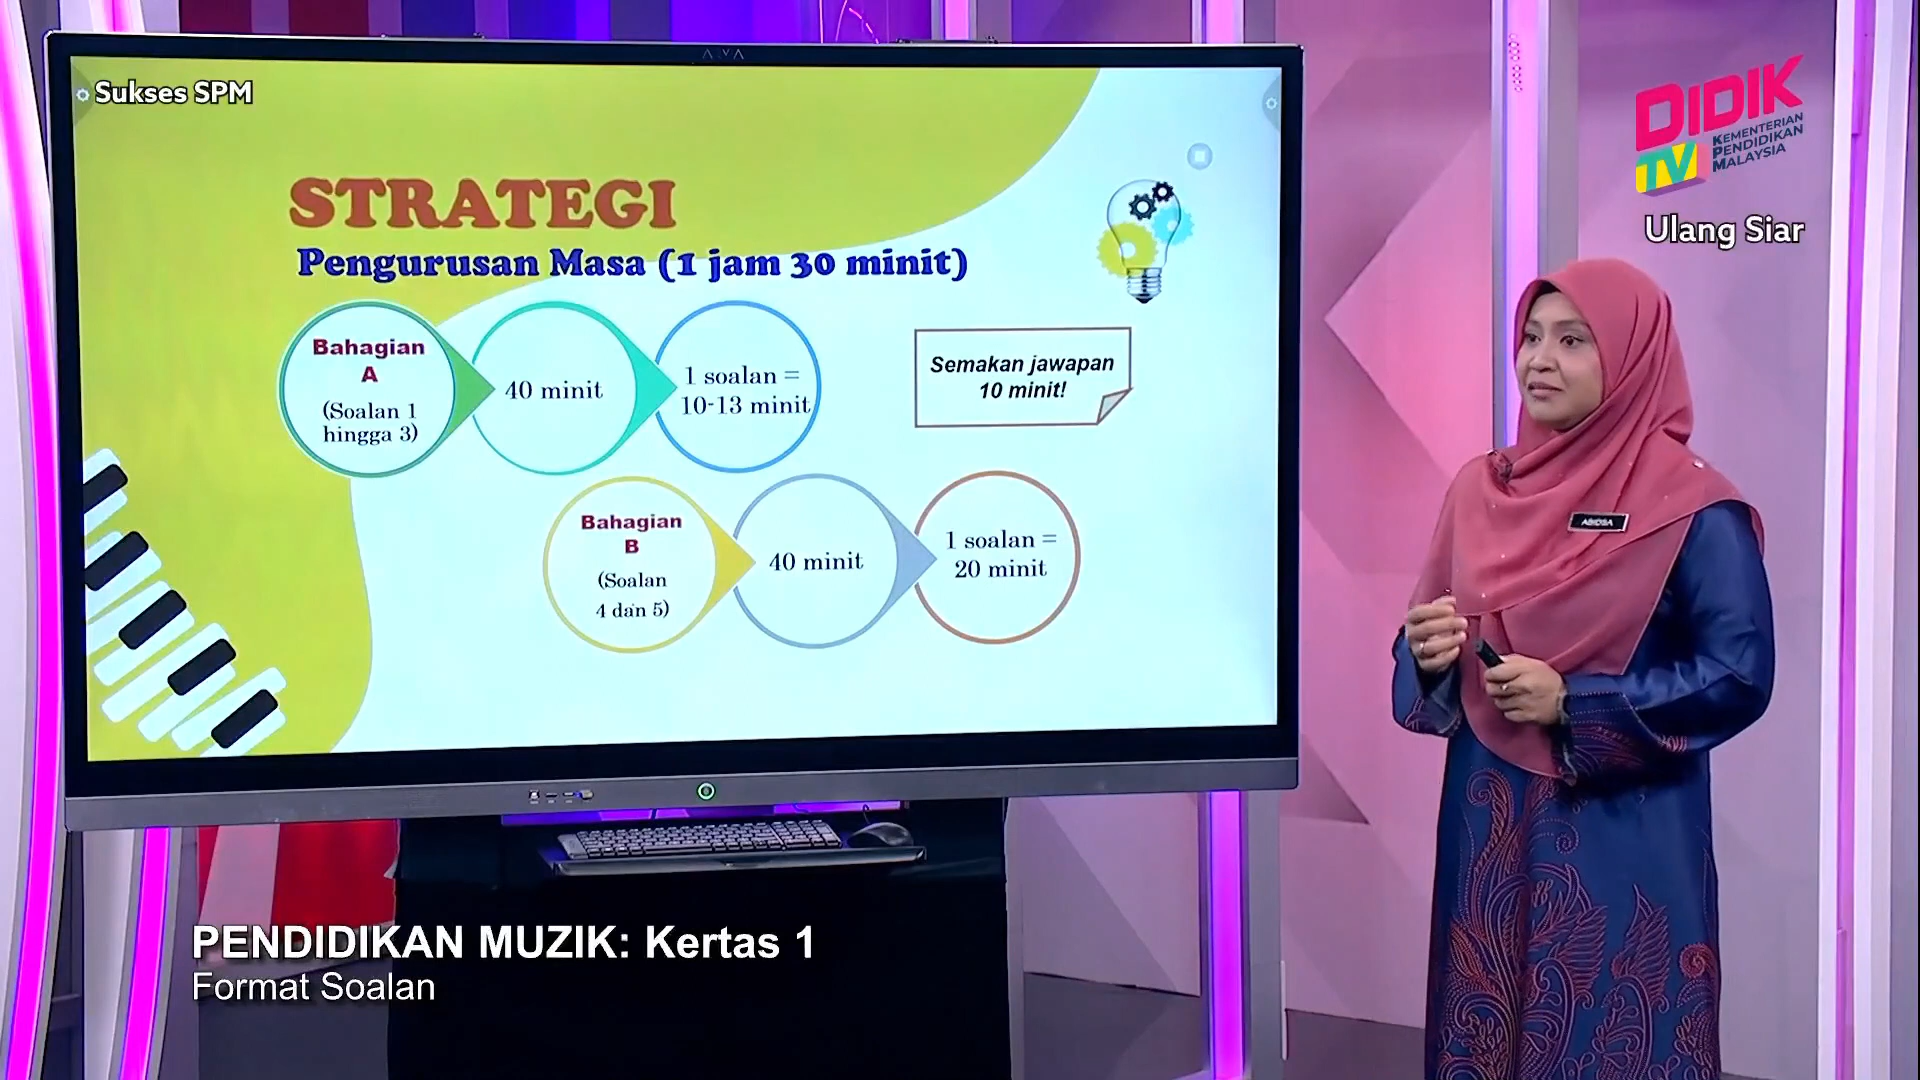 AVA
Sukses SPM
STRATEGI
Pengurusan Masa (1 jam 30 minit)
Bahagian
A
(Soalan 1
hingga 3)
40 minit
1 soalan =
10-13 minit
Semakan jawapan
10 minit!
Bahagian
B
(Soalan
4 dan 5)
40 minit
1 soalan =
20 minit
DIDIK
TV
KEMENTERIAN
PENDIDIKAN
MALAYSIA
Ulang Siar
PENDIDIKAN MUZIK: Kertas 1
Format Soalan